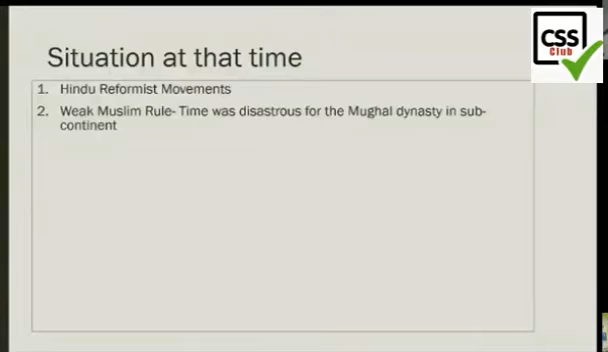 Situation at that time
1. Hindu Reformist Movements
2. Weak Muslim Rule- Time was disastrous for the Mughal dynasty in sub-
continent
CSS
Club